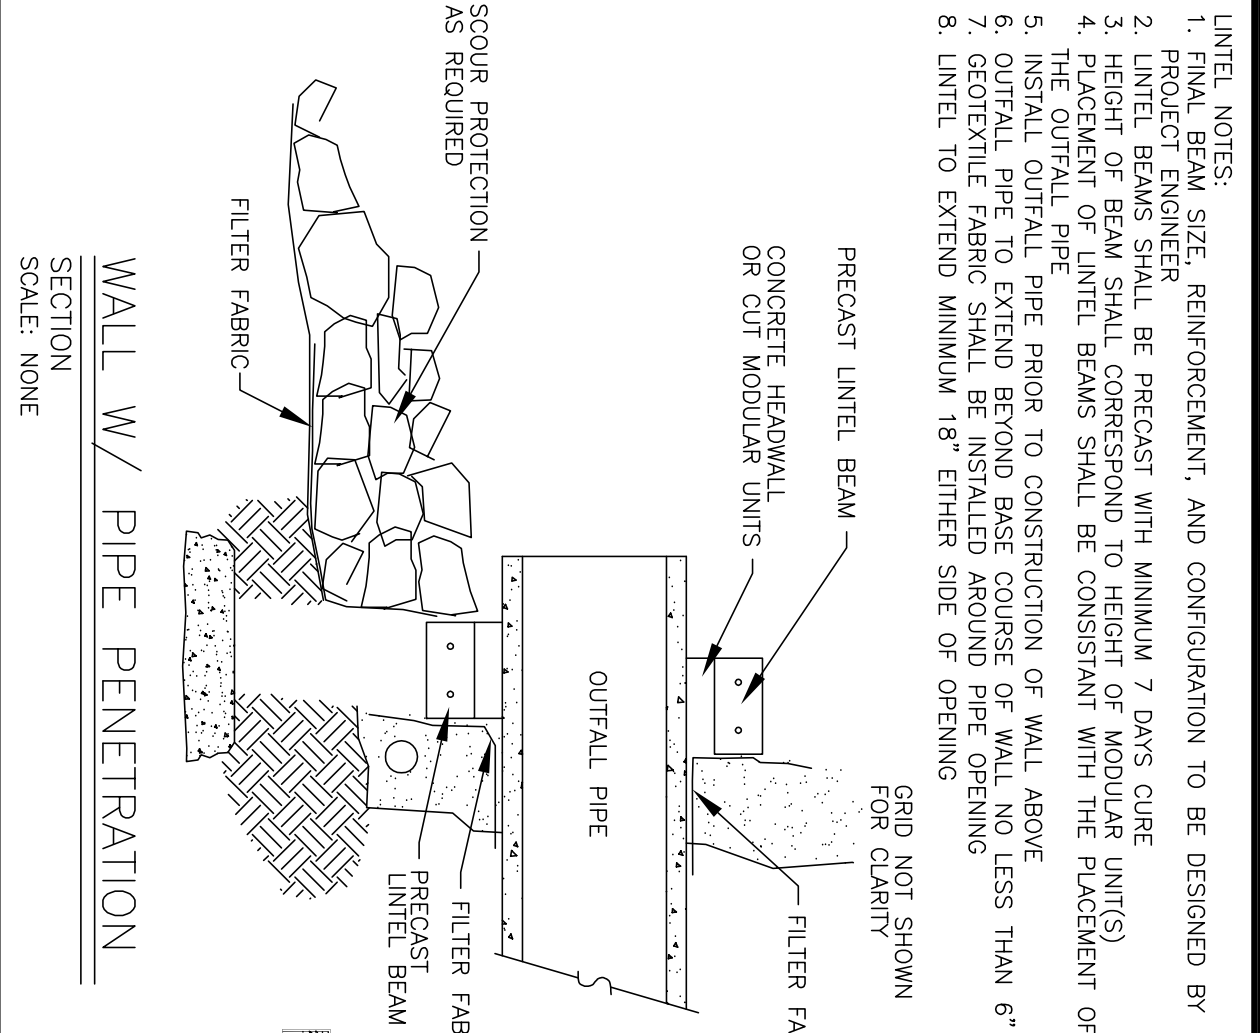 LINTEL NOTES:
1. FINAL BEAM SIZE, REINFORCEMENT, AND CONFIGURATION TO BE DESIGNED BY
PROJECT ENGINEER
2. LINTEL BEAMS SHALL BE PRECAST WITH MINIMUM 7 DAYS CURE
3. HEIGHT OF BEAM SHALL CORRESPOND TO HEIGHT OF MODULAR UNIT(S)
4. PLACEMENT OF LINTEL BEAMS SHALL BE CONSISTANT WITH THE PLACEMENT OF
THE OUTFALL PIPE
5. INSTALL OUTFALL PIPE PRIOR TO CONSTRUCTION OF WALL ABOVE
6. OUTFALL PIPE TO EXTEND BEYOND BASE COURSE OF WALL NO LESS THAN 6"
7. GEOTEXTILE FABRIC SHALL BE INSTALLED AROUND PIPE OPENING
8. LINTEL TO EXTEND MINIMUM 18" EITHER SIDE OF OPENING
GRID NOT SHOWN
FOR CLARITY
PRECAST LINTEL BEAM
CONCRETE HEADWALL
OR CUT MODULAR UNITS
FILTER FA
OUTFALL PIPE
SCOUR PROTECTION
AS REQUIRED
FILTER FAB
PRECAST
LINTEL BEAM
FILTER FABRIC
WALL W/ PIPE PENETRATION
SECTION
SCALE: NONE